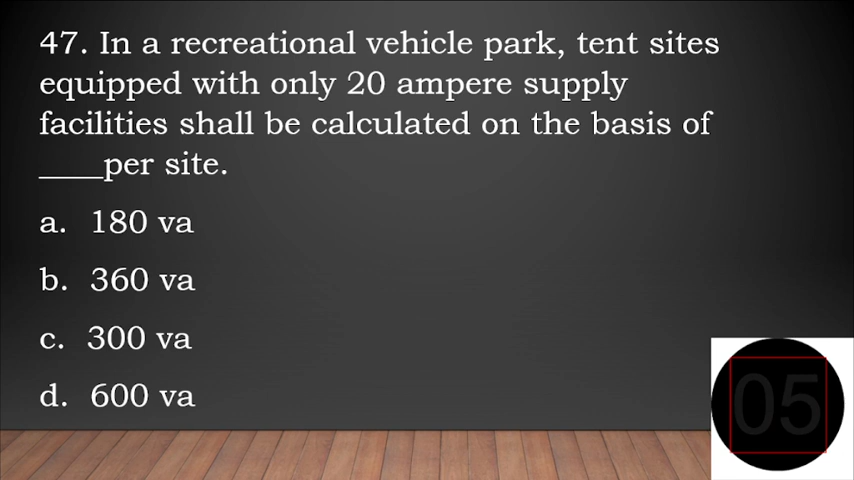 47. In a recreational vehicle park, tent sites
equipped with only 20 ampere supply
facilities shall be calculated on the basis of
____per site.
a. 180 va
b. 360 va
c. 300 va
d. 600 va
05